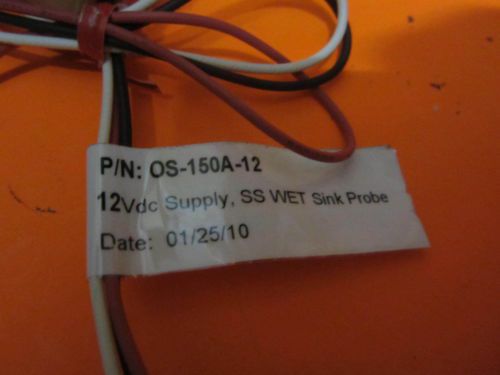 P/N: OS-150A-12
12Vdc Supply, SS WET Sink Probe
Date: 01/25/10